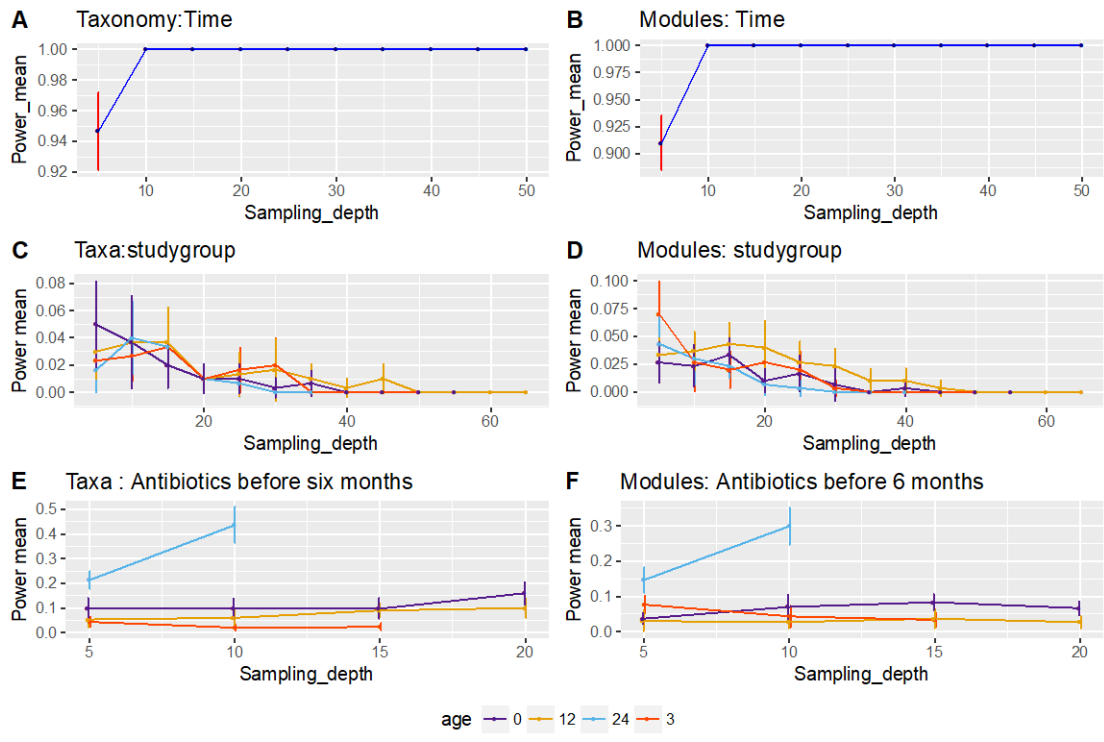 A Taxonomy:Time
Power_mean
1.00
0.98
0.96
0.94
0.92
10 20 30 40 50
Sampling_depth
B Modules: Time
Power_mean
1.000
0.975
0.950
0.925
0.900
10 20 30 40 50
Sampling_depth
C Taxa:studygroup
Power mean
0.08
0.06
0.04
0.02
0.00
20 40 60
Sampling_depth
D Modules: studygroup
Power mean
0.100
0.075
0.050
0.025
0.000
20 40 60
Sampling_depth
E Taxa : Antibiotics before six months
Power mean
0.5
0.4
0.3
0.2
0.1
0.0
5 10 15 20
Sampling_depth
F Modules: Antibiotics before 6 months
Power mean
0.3
0.2
0.1
0.0
5 10 15 20
Sampling_depth
age 0 12 24 3